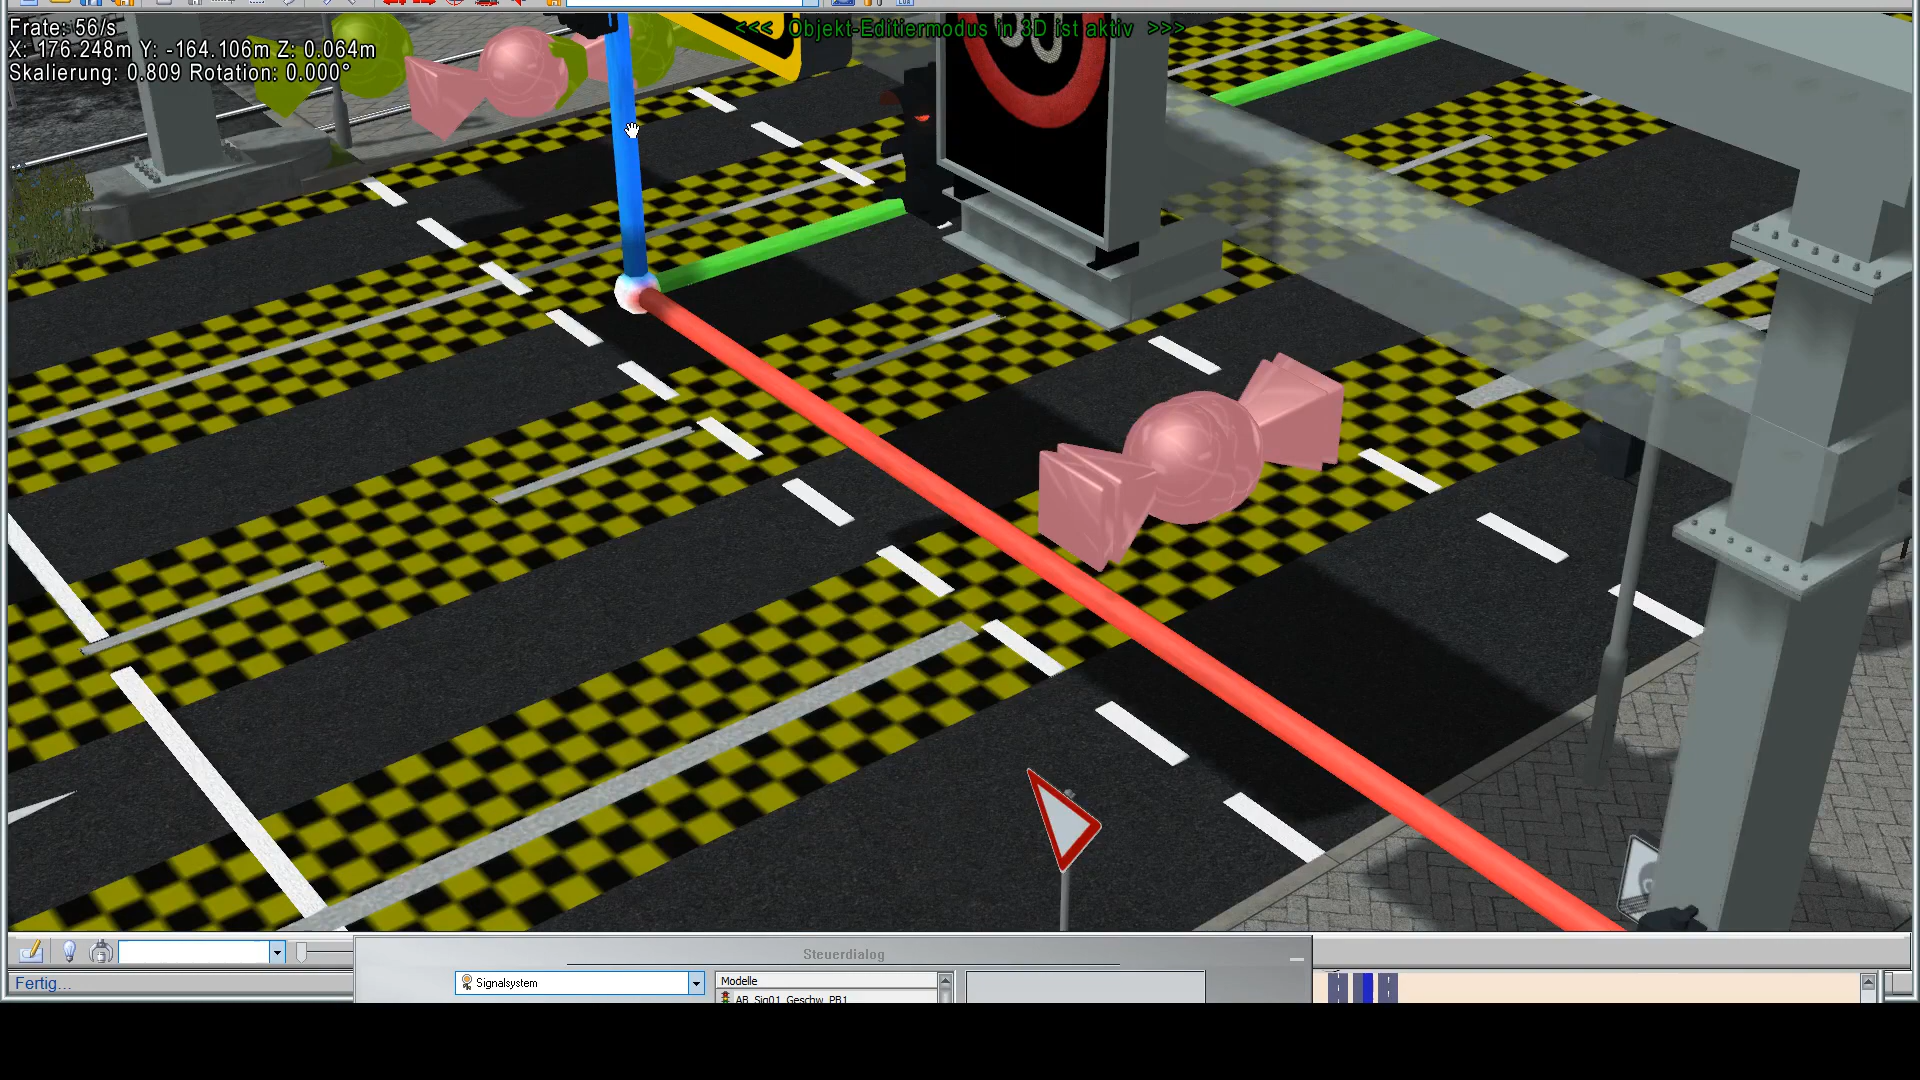 Frate: 56/s
<<< Objekt-Editiermodus in 3D ist aktiv >>>
X: 176.248m Y: -164.106m Z: 0.064m
Skalierung: 0.809 Rotation: 0.000°
Steuerdialog
Fertig...
Signalsystem
Modelle
AB_Sig01_Geschw_PB1